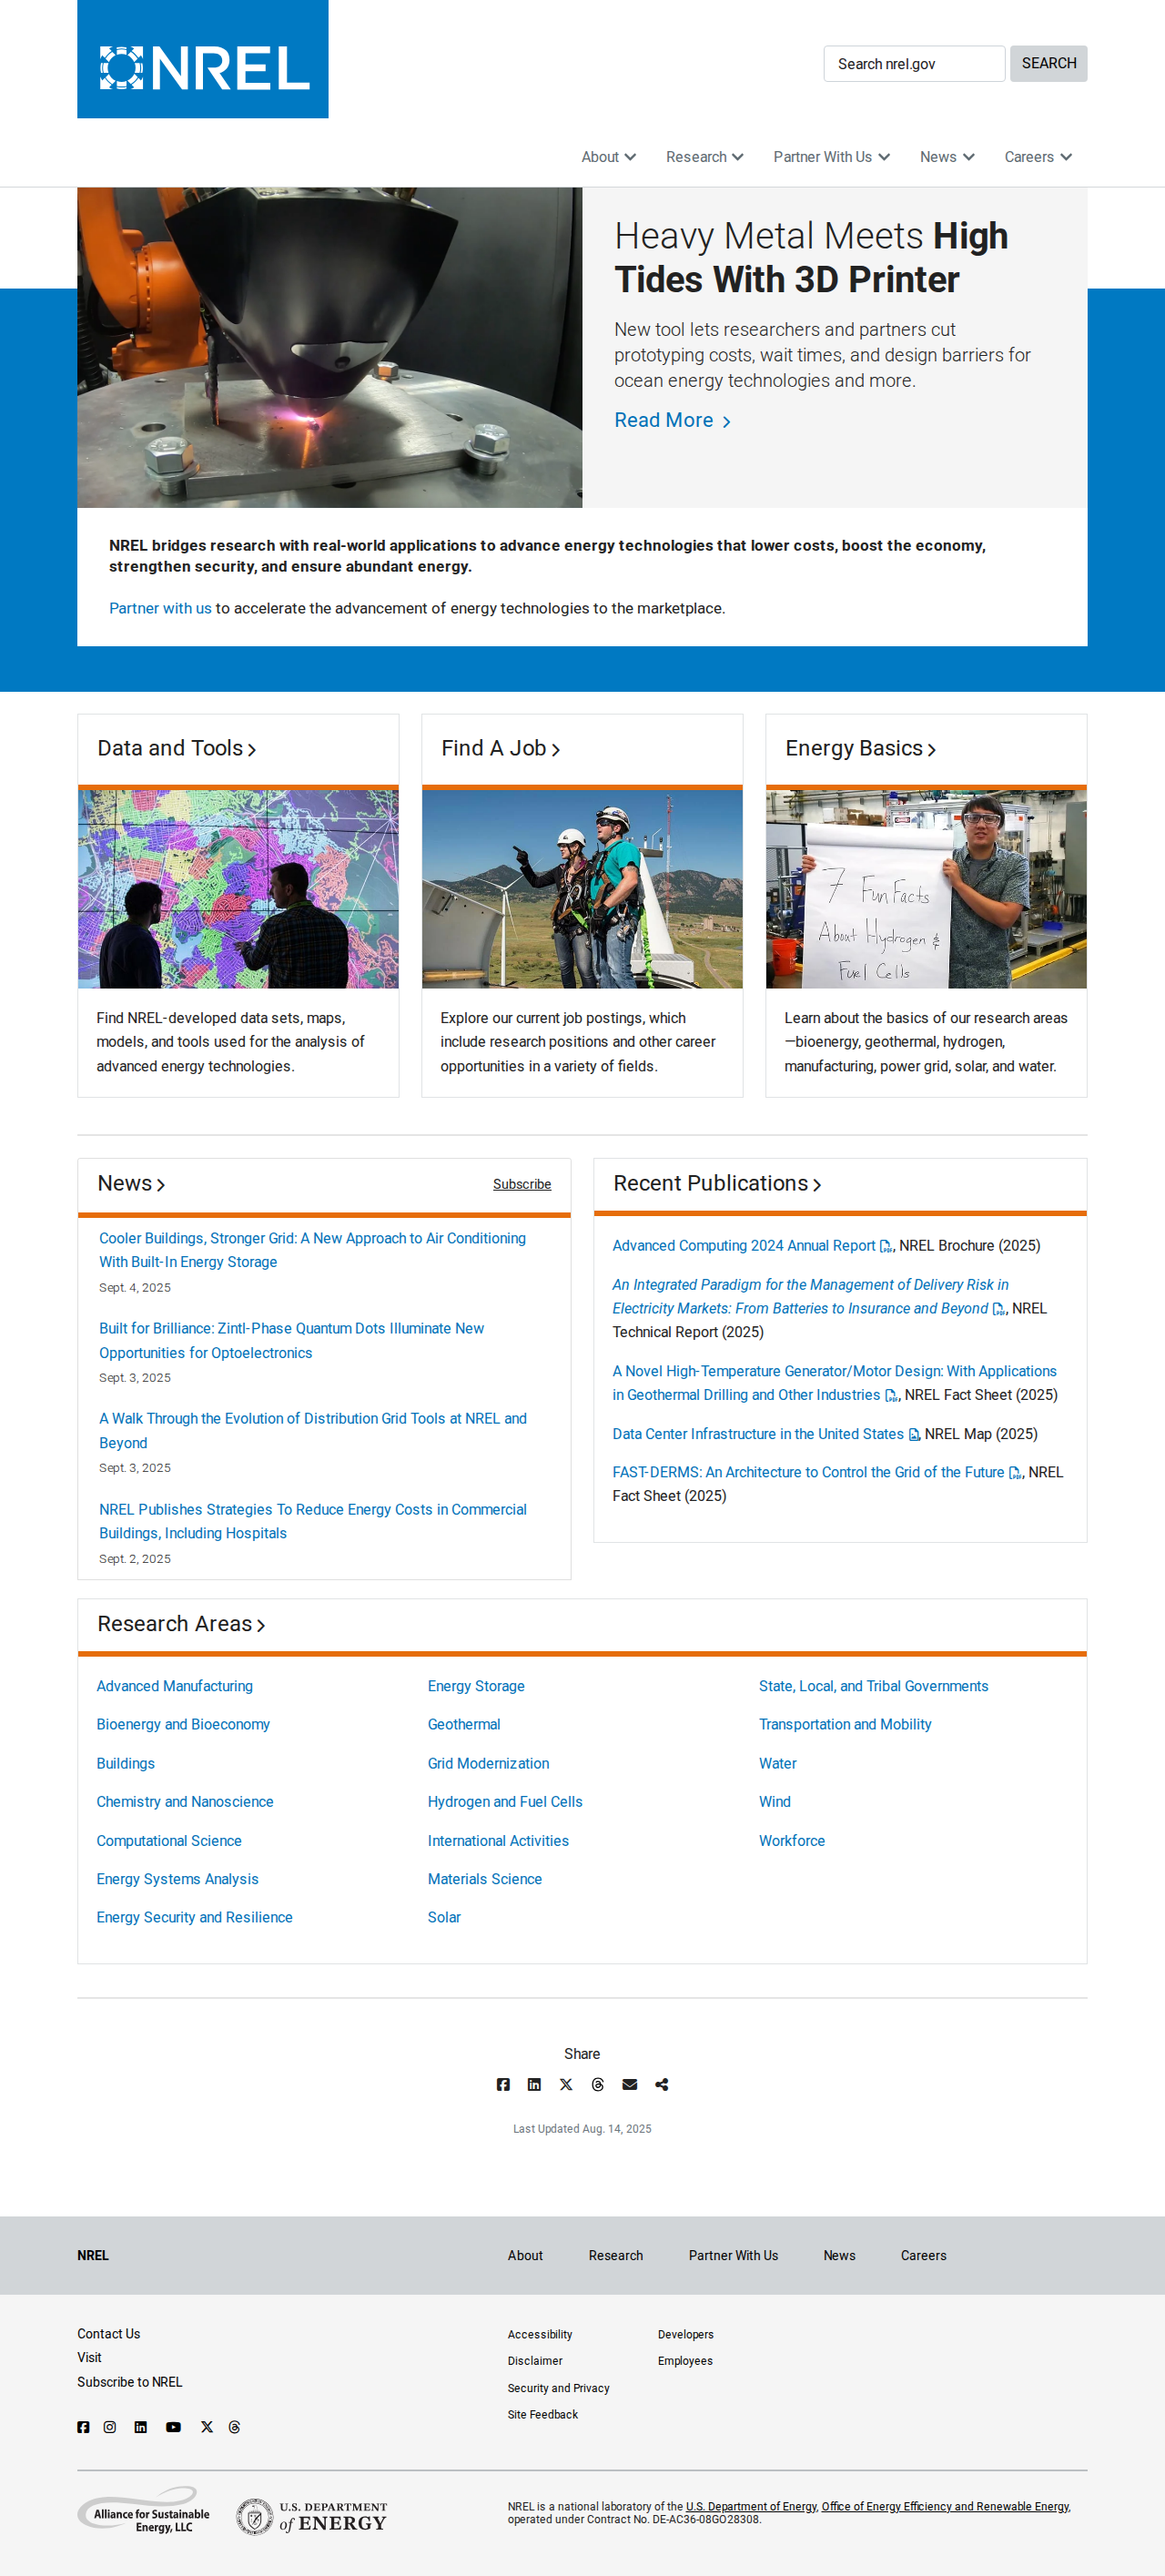 NREL
Search nrel.gov
SEARCH
About
Research
Partner With Us
News
Careers
Heavy Metal Meets High
Tides With 3D Printer
New tool lets researchers and partners cut
prototyping costs, wait times, and design barriers for
ocean energy technologies and more.
Read More
NREL bridges research with real-world applications to advance energy technologies that lower costs, boost the economy,
strengthen security, and ensure abundant energy.
Partner with us to accelerate the advancement of energy technologies to the marketplace.
Data and Tools
Find NREL-developed data sets, maps,
models, and tools used for the analysis of
advanced energy technologies.
Find A Job
Explore our current job postings, which
include research positions and other career
opportunities in a variety of fields.
Energy Basics
7 Fun Facts
About Hydrogen &
Fuel Cells
Learn about the basics of our research areas
—bioenergy, geothermal, hydrogen,
manufacturing, power grid, solar, and water.
News
Subscribe
Cooler Buildings, Stronger Grid: A New Approach to Air Conditioning
With Built-In Energy Storage
Sept. 4, 2025
Built for Brilliance: Zintl-Phase Quantum Dots Illuminate New
Opportunities for Optoelectronics
Sept. 3, 2025
A Walk Through the Evolution of Distribution Grid Tools at NREL and
Beyond
Sept. 3, 2025
NREL Publishes Strategies To Reduce Energy Costs in Commercial
Buildings, Including Hospitals
Sept. 2, 2025
Recent Publications
Advanced Computing 2024 Annual Report , NREL Brochure (2025)
An Integrated Paradigm for the Management of Delivery Risk in
Electricity Markets: From Batteries to Insurance and Beyond , NREL
Technical Report (2025)
A Novel High-Temperature Generator/Motor Design: With Applications
in Geothermal Drilling and Other Industries , NREL Fact Sheet (2025)
Data Center Infrastructure in the United States , NREL Map (2025)
FAST-DERMS: An Architecture to Control the Grid of the Future , NREL
Fact Sheet (2025)
Research Areas
Advanced Manufacturing
Bioenergy and Bioeconomy
Buildings
Chemistry and Nanoscience
Computational Science
Energy Systems Analysis
Energy Security and Resilience
Energy Storage
Geothermal
Grid Modernization
Hydrogen and Fuel Cells
International Activities
Materials Science
Solar
State, Local, and Tribal Governments
Transportation and Mobility
Water
Wind
Workforce
Share
Last Updated Aug. 14, 2025
NREL
About
Research
Partner With Us
News
Careers
Contact Us
Visit
Subscribe to NREL
Accessibility
Disclaimer
Security and Privacy
Site Feedback
Developers
Employees
Alliance for Sustainable
Energy, LLC
U.S. DEPARTMENT
of ENERGY
NREL is a national laboratory of the U.S. Department of Energy, Office of Energy Efficiency and Renewable Energy,
operated under Contract No. DE-AC36-08GO28308.